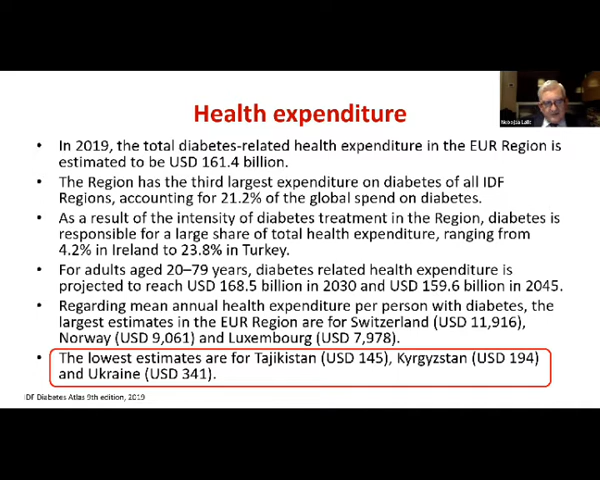 Health expenditure
• In 2019, the total diabetes-related health expenditure in the EUR Region is
estimated to be USD 161.4 billion.
• The Region has the third largest expenditure on diabetes of all IDF
Regions, accounting for 21.2% of the global spend on diabetes.
• As a result of the intensity of diabetes treatment in the Region, diabetes is
responsible for a large share of total health expenditure, ranging from
4.2% in Ireland to 23.8% in Turkey.
• For adults aged 20–79 years, diabetes related health expenditure is
projected to reach USD 168.5 billion in 2030 and USD 159.6 billion in 2045.
• Regarding mean annual health expenditure per person with diabetes, the
largest estimates in the EUR Region are for Switzerland (USD 11,916),
Norway (USD 9,061) and Luxembourg (USD 7,978).
• The lowest estimates are for Tajikistan (USD 145), Kyrgyzstan (USD 194)
and Ukraine (USD 341).
IDF Diabetes Atlas 9th edition, 2019